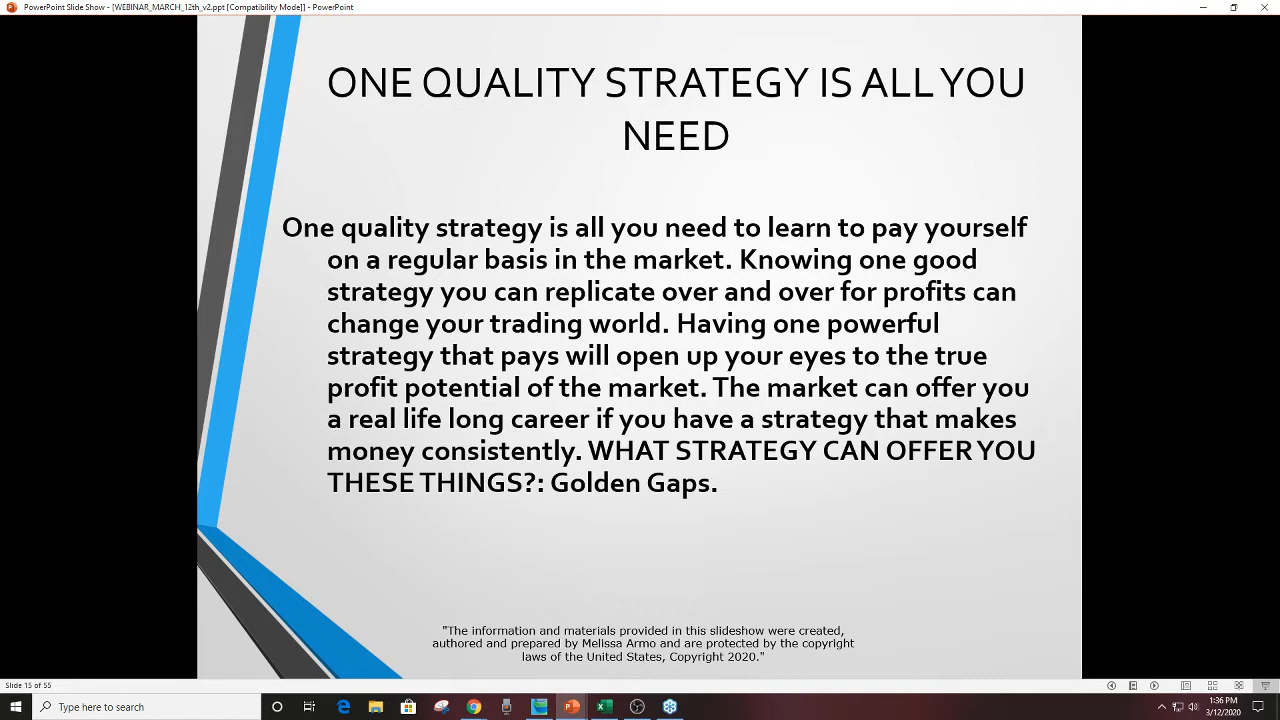 PowerPoint Slide Show - [WEBINAR_MARCH_12th_v2.ppt [Compatibility Mode]] - PowerPoint
ONE QUALITY STRATEGY IS ALL YOU
NEED
One quality strategy is all you need to learn to pay yourself
on a regular basis in the market. Knowing one good
strategy you can replicate over and over for profits can
change your trading world. Having one powerful
strategy that pays will open up your eyes to the true
profit potential of the market. The market can offer you
a real life long career if you have a strategy that makes
money consistently. WHAT STRATEGY CAN OFFER YOU
THESE THINGS?: Golden Gaps.
"The information and materials provided in this slideshow were created,
authored and prepared by Melissa Armo and are protected by the copyright
laws of the United States, Copyright 2020."
Slide 15 of 55
Type here to search
1:36 PM
3/12/2020